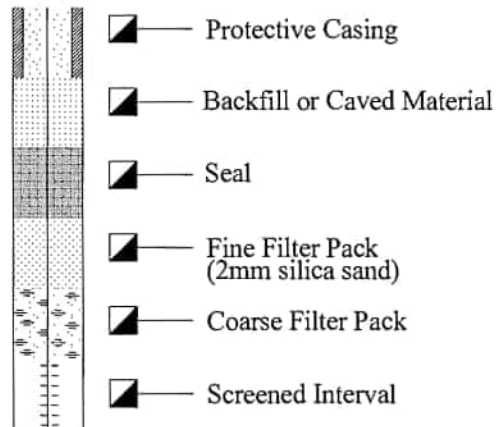 Protective Casing
Backfill or Caved Material
Seal
Fine Filter Pack
(2mm silica sand)
Coarse Filter Pack
Screened Interval